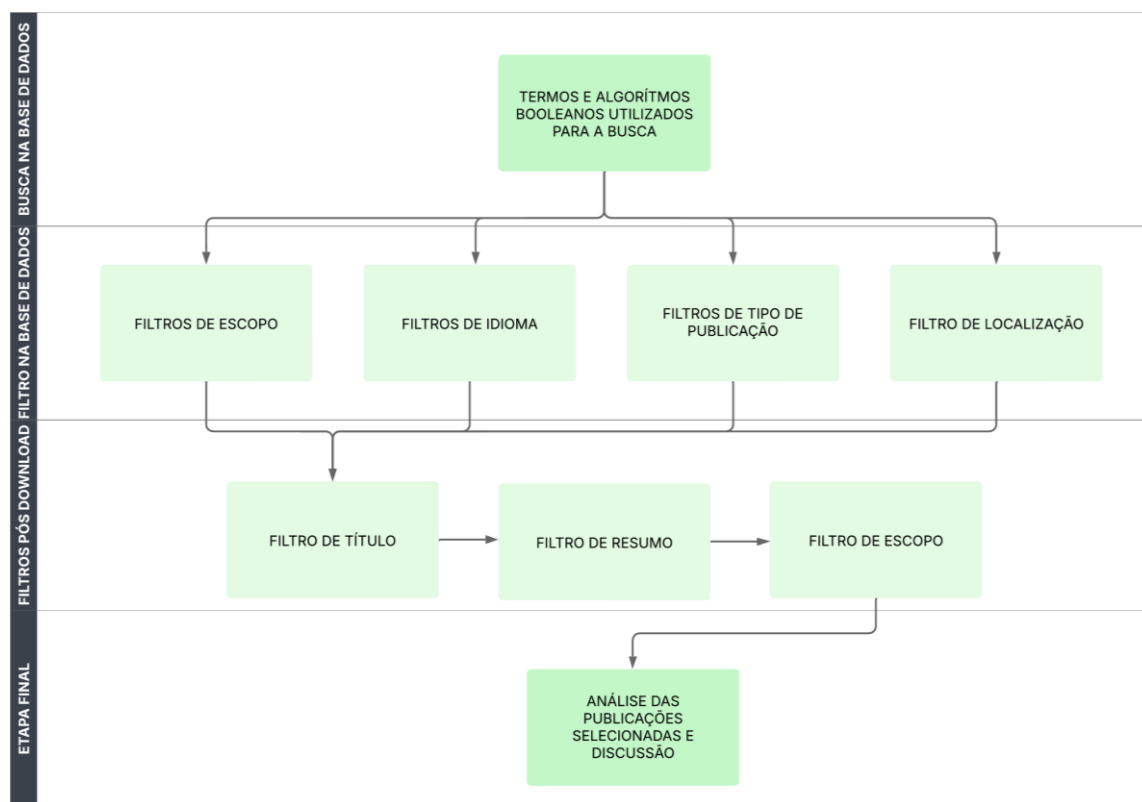 BUSCA NA BASE DE DADOS
TERMOS E ALGORÍTMOS
BOOLEANOS UTILIZADOS
PARA A BUSCA
FILTRO NA BASE DE DADOS
FILTROS DE ESCOPO
FILTROS DE IDIOMA
FILTROS DE TIPO DE
PUBLICAÇÃO
FILTRO DE LOCALIZAÇÃO
FILTROS PÓS DOWNLOAD
FILTRO DE TÍTULO
FILTRO DE RESUMO
FILTRO DE ESCOPO
ETAPA FINAL
ANÁLISE DAS
PUBLICAÇÕES
SELECIONADAS E
DISCUSSÃO